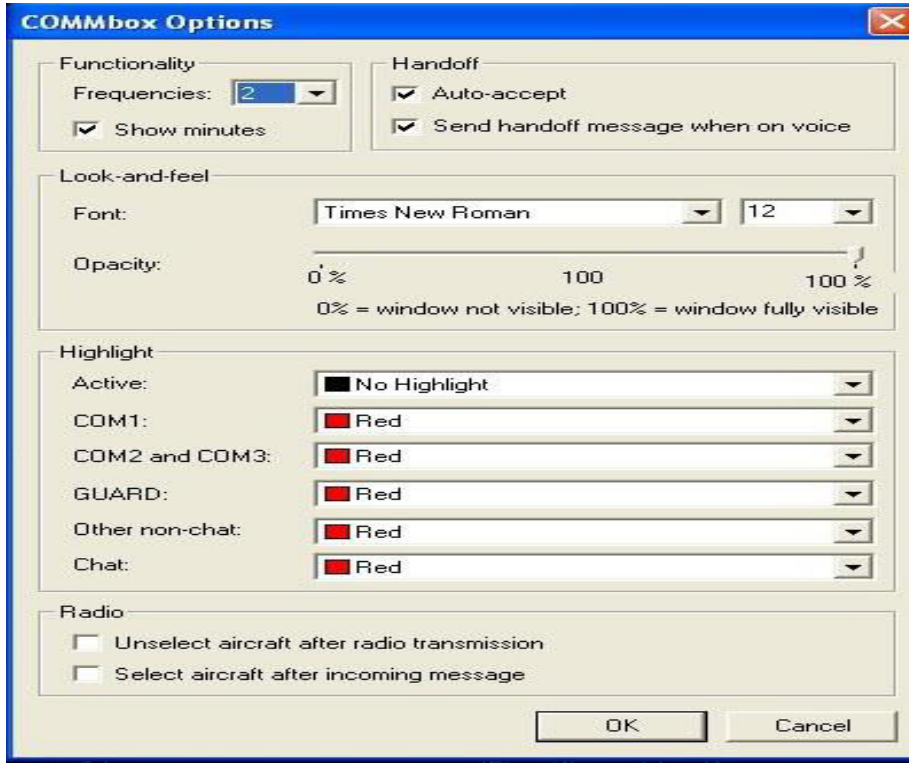 COMMbox Options
Functionality
Frequencies: 2
Show minutes
Handoff
Auto-accept
Send handoff message when on voice
Look-and-feel
Font: Times New Roman 12
Opacity:
0 % 100 100 %
0% = window not visible; 100% = window fully visible
Highlight
Active: No Highlight
COM1: Red
COM2 and COM3: Red
GUARD: Red
Other non-chat: Red
Chat: Red
Radio
Unselect aircraft after radio transmission
Select aircraft after incoming message
OK Cancel